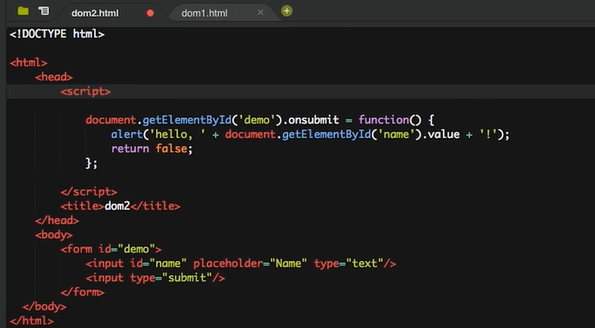 dom2.html dom1.html
<!DOCTYPE html>
<html>
<head>
<script>
document.getElementById('demo').onsubmit = function() {
alert('hello, ' + document.getElementById('name').value + '!');
return false;
};
</script>
<title>dom2</title>
</head>
<body>
<form id="demo">
<input id="name" placeholder="Name" type="text"/>
<input type="submit"/>
</form>
</body>
</html>